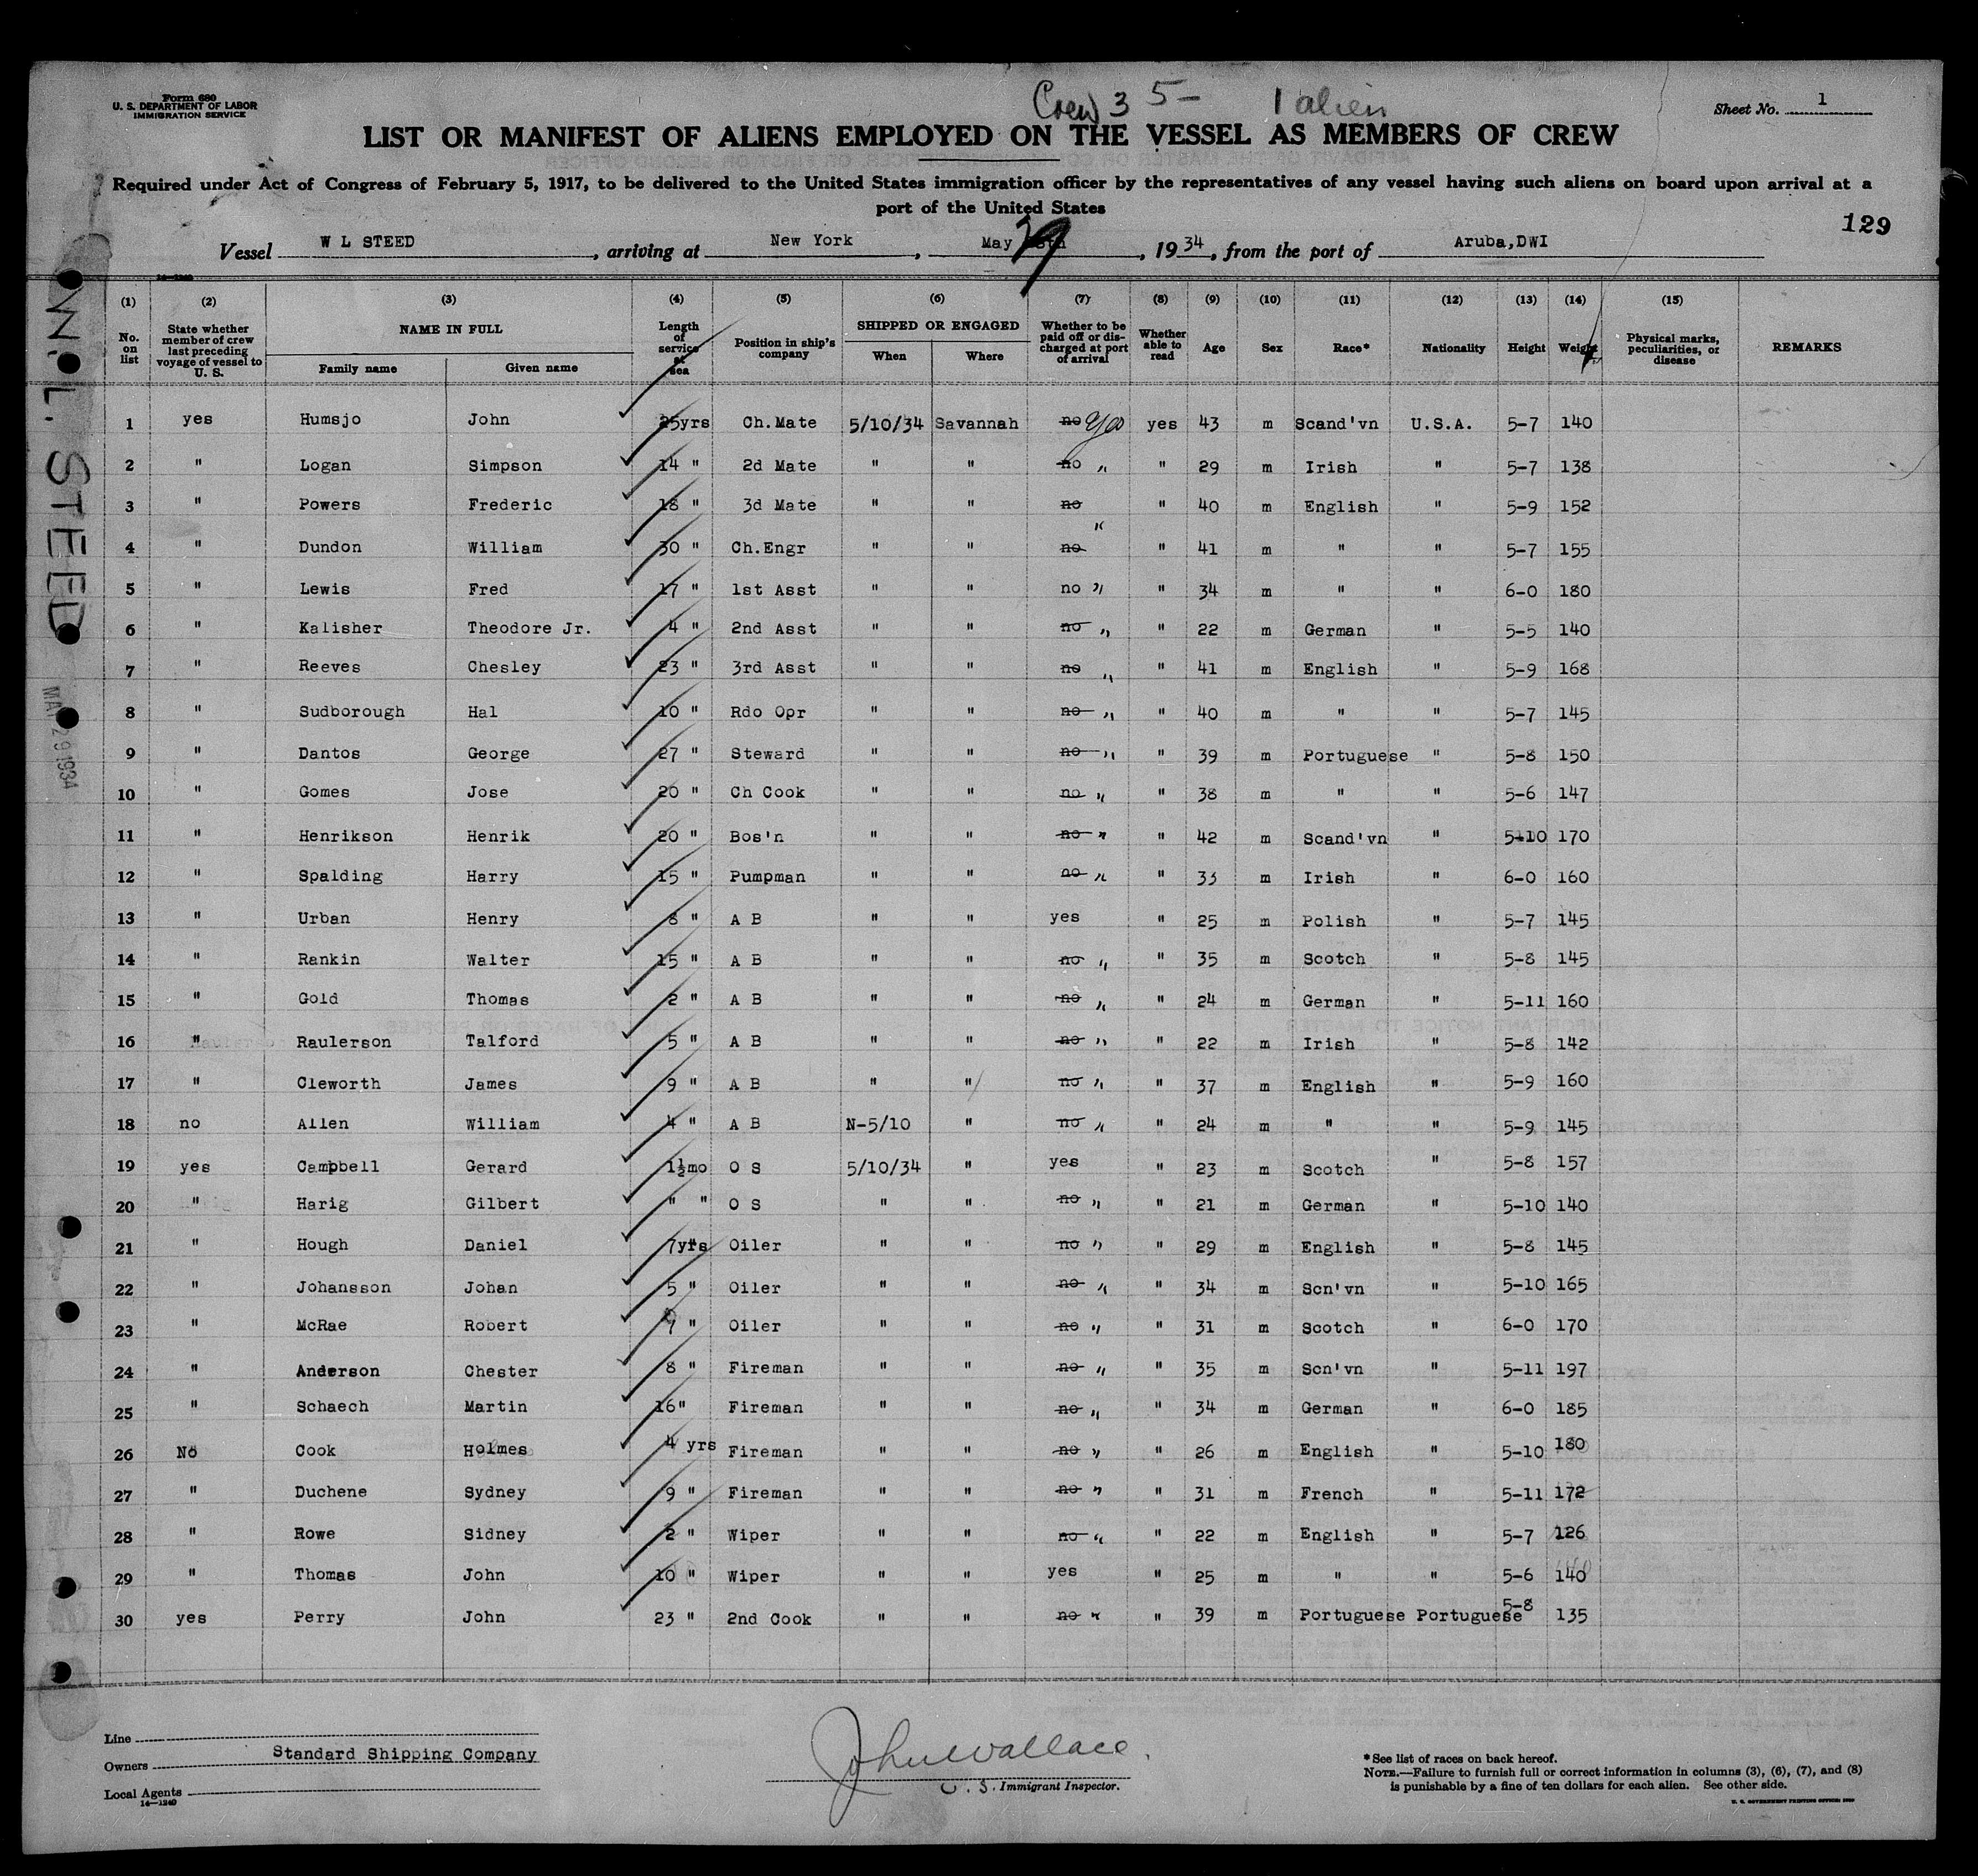 Form 680
U. S. DEPARTMENT OF LABOR
IMMIGRATION SERVICE
Crew 35 – 1 alien
Sheet No. 1
LIST OR MANIFEST OF ALIENS EMPLOYED ON THE VESSEL AS MEMBERS OF CREW
Required under Act of Congress of February 5, 1917, to be delivered to the United States immigration officer by the representatives of any vessel having such aliens on board upon arrival at a
port of the United States
129
Vessel W L STEED, arriving at New York, May 29, 1934, from the port of Aruba,DWI
(1) (2) (3) (4) (5) (6) (7) (8) (9) (10) (11) (12) (13) (14) (15)
No. on list State whether member of crew last preceding voyage of vessel to U. S. NAME IN FULL Family name Given name Length of service at sea Position in ship's company SHIPPED OR ENGAGED When Where Whether to be paid off or discharged at port of arrival Whether able to read Age Sex Race* Nationality Height Weight Physical marks, peculiarities, or disease REMARKS
1 yes Humsjo John 25yrs Ch.Mate 5/10/34 Savannah no yes yes 43 m Scand'vn U.S.A. 5-7 140
2 " Logan Simpson 14 " 2d Mate " " no " " 29 m Irish " 5-7 138
3 " Powers Frederic 18 " 3d Mate " " no " " 40 m English " 5-9 152
4 " Dundon William 30 " Ch.Engr " " no " 41 m " " 5-7 155
5 " Lewis Fred 17 " 1st Asst " " no " " 34 m " " 6-0 180
6 " Kalisher Theodore Jr. 4 " 2nd Asst " " no " " 22 m German " 5-5 140
7 " Reeves Chesley 23 " 3rd Asst " " no " " 41 m English " 5-9 168
8 " Sudborough Hal 10 " Rdo Opr " " no " " 40 m " " 5-7 145
9 " Dantos George 27 " Steward " " no " " 39 m Portuguese " 5-8 150
10 " Gomes Jose 20 " Ch Cook " " no " " 38 m " " 5-6 147
11 " Henrikson Henrik 20 " Bos'n " " no " " 42 m Scand'vn " 5-10 170
12 " Spalding Harry 15 " Pumpman " " no " " 33 m Irish " 6-0 160
13 " Urban Henry 8 " A B " " yes " 25 m Polish " 5-7 145
14 " Rankin Walter 15 " A B " " no " " 35 m Scotch " 5-8 145
15 " Gold Thomas 2 " A B " " no " " 24 m German " 5-11 160
16 " Raulerson Talford 5 " A B " " no " " 22 m Irish " 5-8 142
17 " Cleworth James 9 " A B " " no " " 37 m English " 5-9 160
18 no Allen William 4 " A B N-5/10 " no " " 24 m " " 5-9 145
19 yes Campbell Gerard 1½mo O S 5/10/34 " yes " 23 m Scotch " 5-8 157
20 " Harig Gilbert " " O S " " no " " 21 m German " 5-10 140
21 " Hough Daniel 7yrs Oiler " " no " " 29 m English " 5-8 145
22 " Johansson Johan 5 " Oiler " " no " " 34 m Scn'vn " 5-10 165
23 " McRae Robert 7 " Oiler " " no " " 31 m Scotch " 6-0 170
24 " Anderson Chester 8 " Fireman " " no " " 35 m Scn'vn " 5-11 197
25 " Schaech Martin 16" Fireman " " no " " 34 m German " 6-0 185
26 No Cook Holmes 4 yrs Fireman " " no " " 26 m English " 5-10 180
27 " Duchene Sydney 9 " Fireman " " no " " 31 m French " 5-11 172
28 " Rowe Sidney 2 " Wiper " " no " " 22 m English " 5-7 126
29 " Thomas John 10 " Wiper " " yes " 25 m " " 5-6 140
30 yes Perry John 23 " 2nd Cook " " no " " 39 m Portuguese Portuguese 5-8 135
W. L. STEED
MAY 29 1934
Line
Owners Standard Shipping Company
Local Agents
14—1240
John Wallace.
U. S. Immigrant Inspector.
*See list of races on back hereof.
NOTE.—Failure to furnish full or correct information in columns (3), (6), (7), and (8)
is punishable by a fine of ten dollars for each alien. See other side.